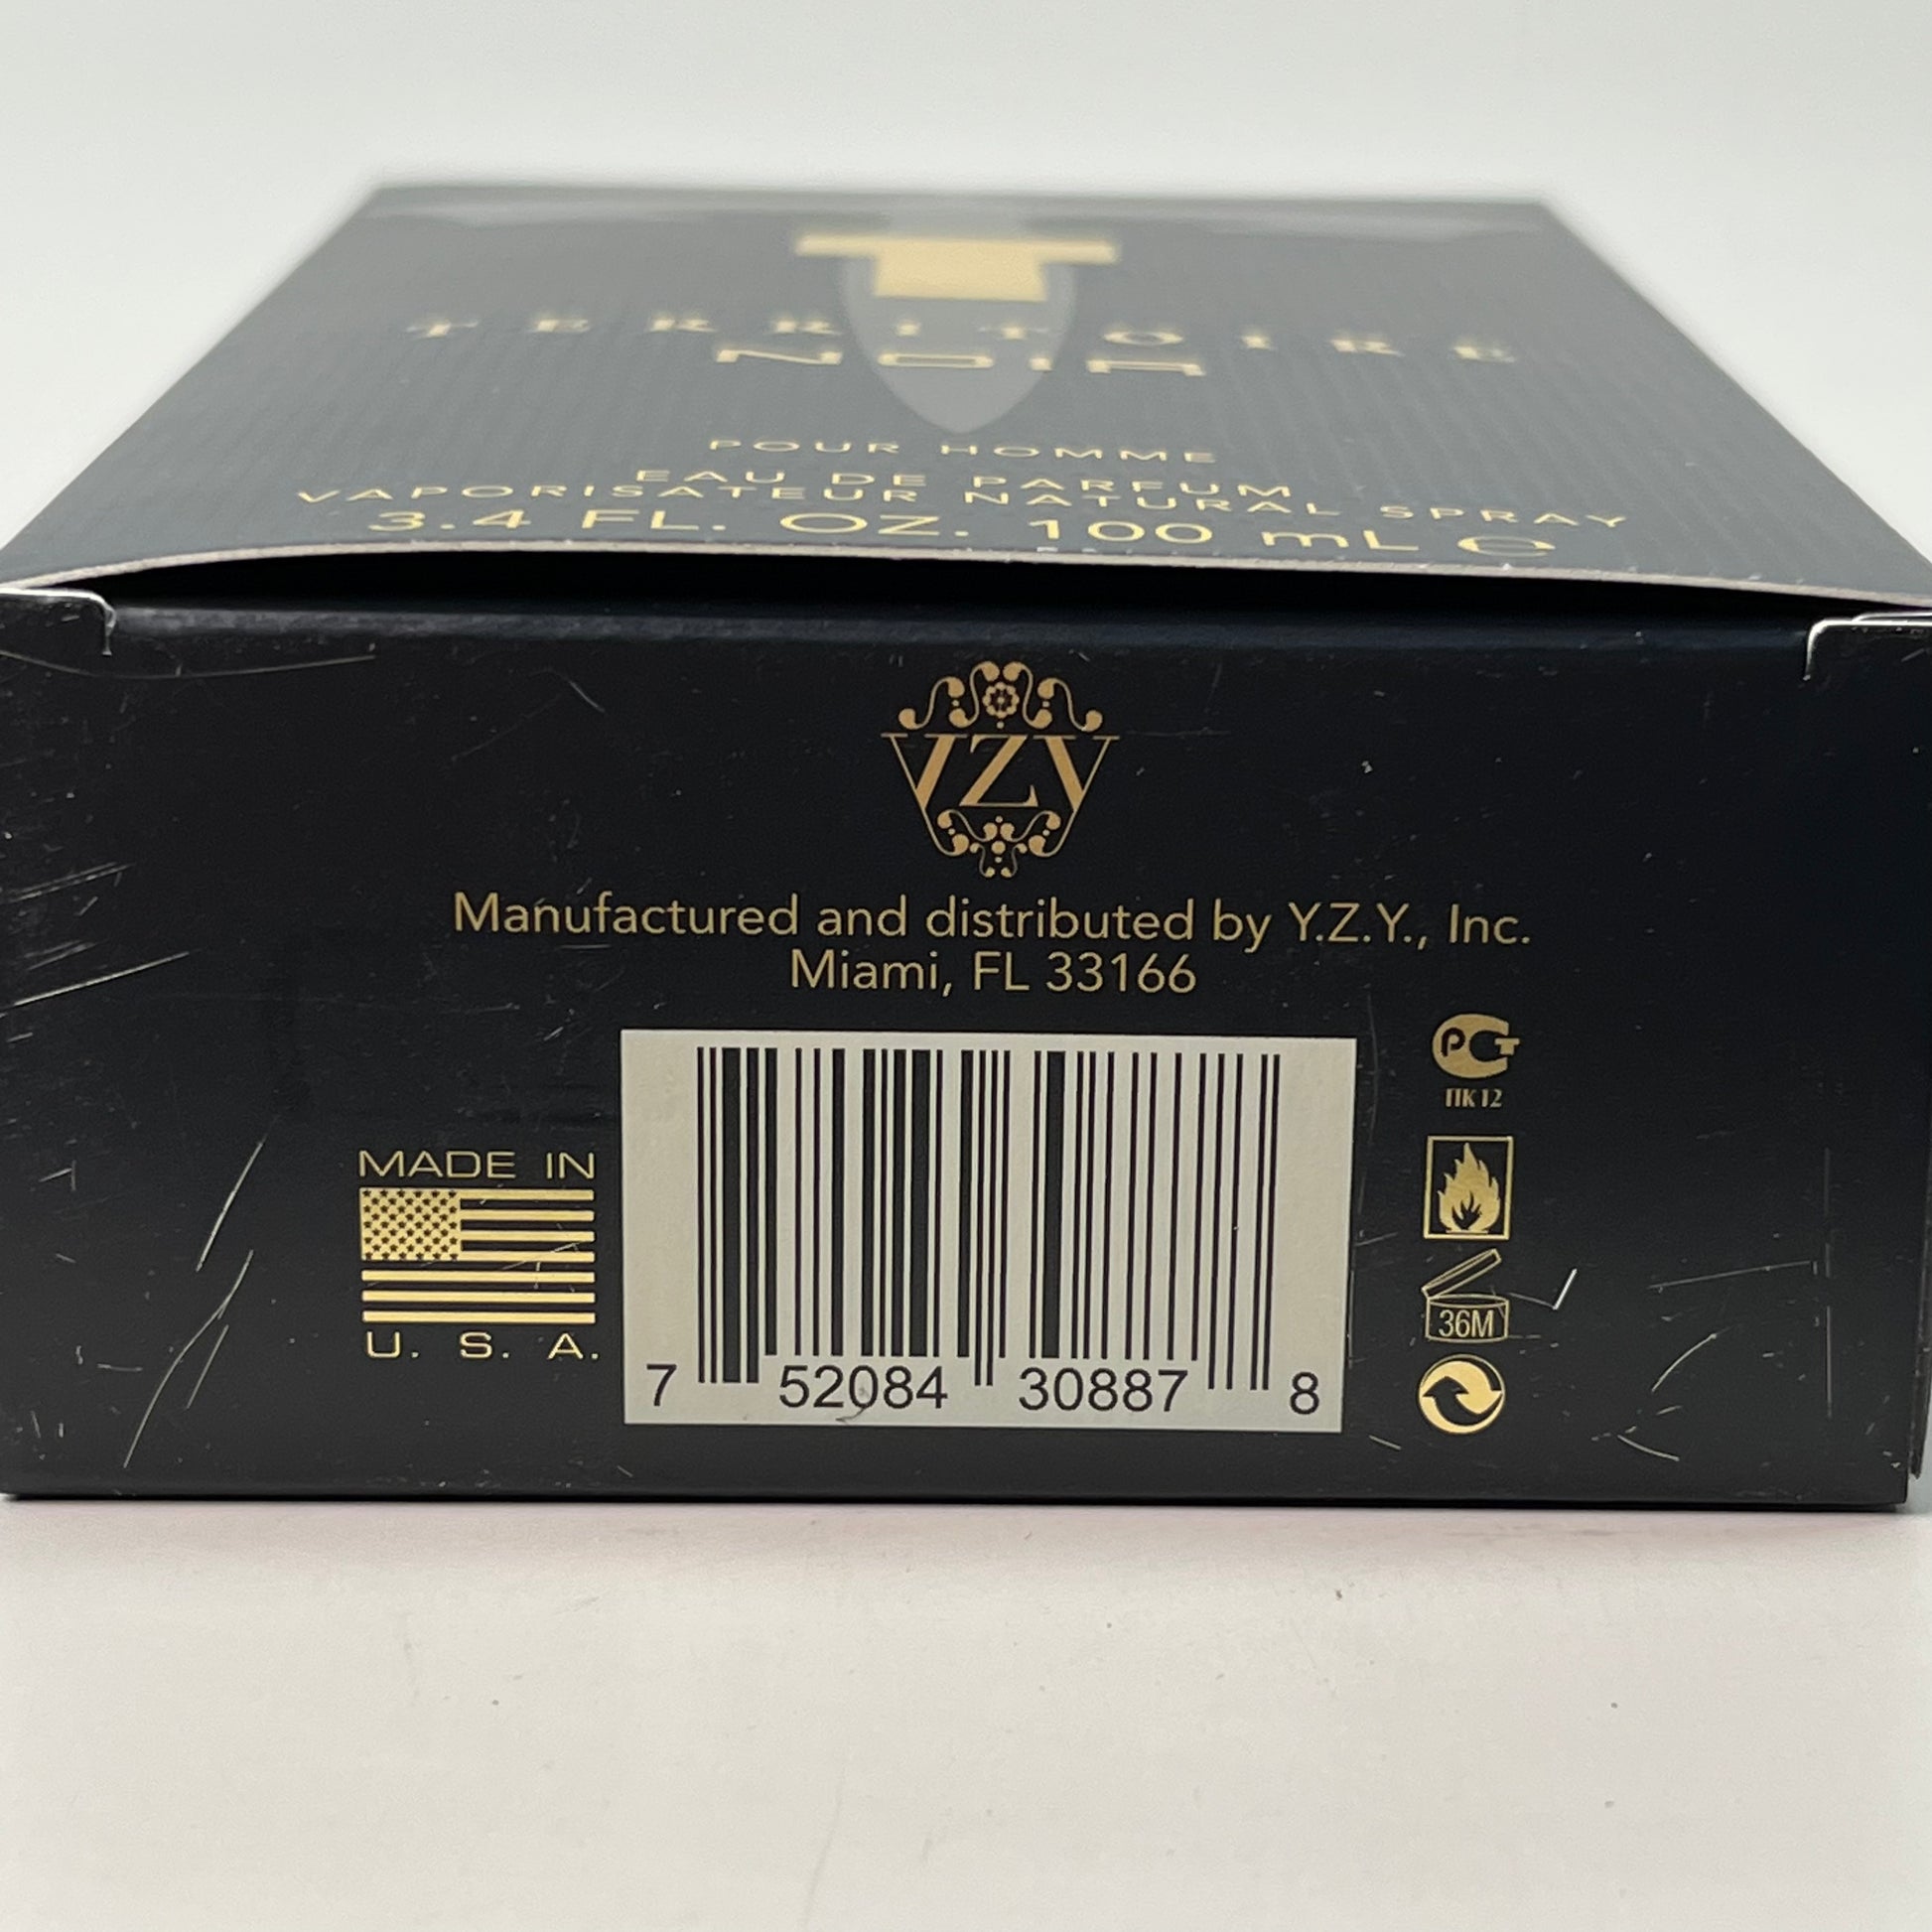 TERRITOIRE
NOIR
POUR HOMME
EAU DE PARFUM
VAPORISATEUR NATURAL SPRAY
3.4 FL. OZ. 100 mL ℮
YZY
Manufactured and distributed by Y.Z.Y., Inc.
Miami, FL 33166
РСТ
ПК12
MADE IN
U. S. A.
36M
7 52084 30887 8